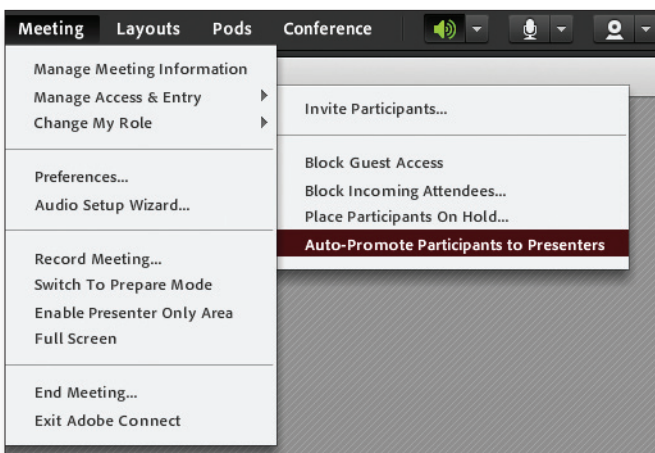 Meeting Layouts Pods Conference
Manage Meeting Information
Manage Access & Entry
Change My Role
Preferences...
Audio Setup Wizard...
Record Meeting...
Switch To Prepare Mode
Enable Presenter Only Area
Full Screen
End Meeting...
Exit Adobe Connect
Invite Participants...
Block Guest Access
Block Incoming Attendees...
Place Participants On Hold...
Auto-Promote Participants to Presenters